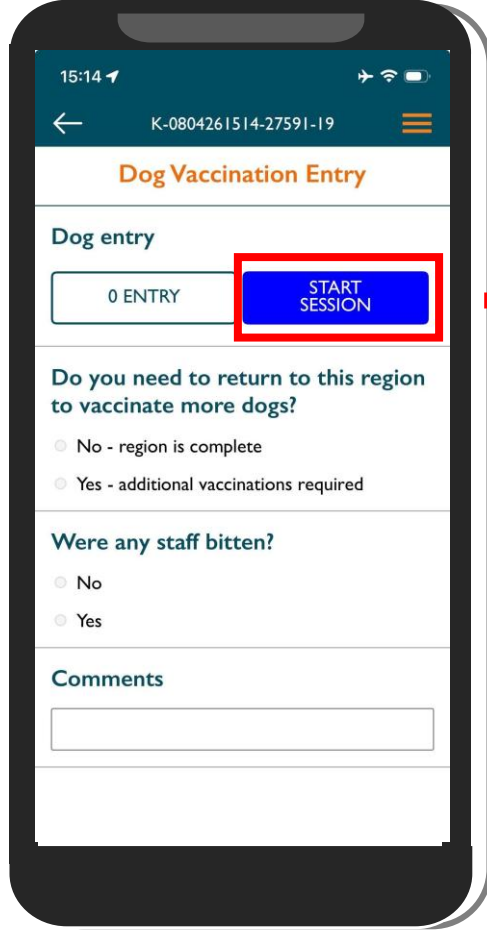 15:14
K-0804261514-27591-19
Dog Vaccination Entry
Dog entry
0 ENTRY
START
SESSION
Do you need to return to this region
to vaccinate more dogs?
No - region is complete
Yes - additional vaccinations required
Were any staff bitten?
No
Yes
Comments